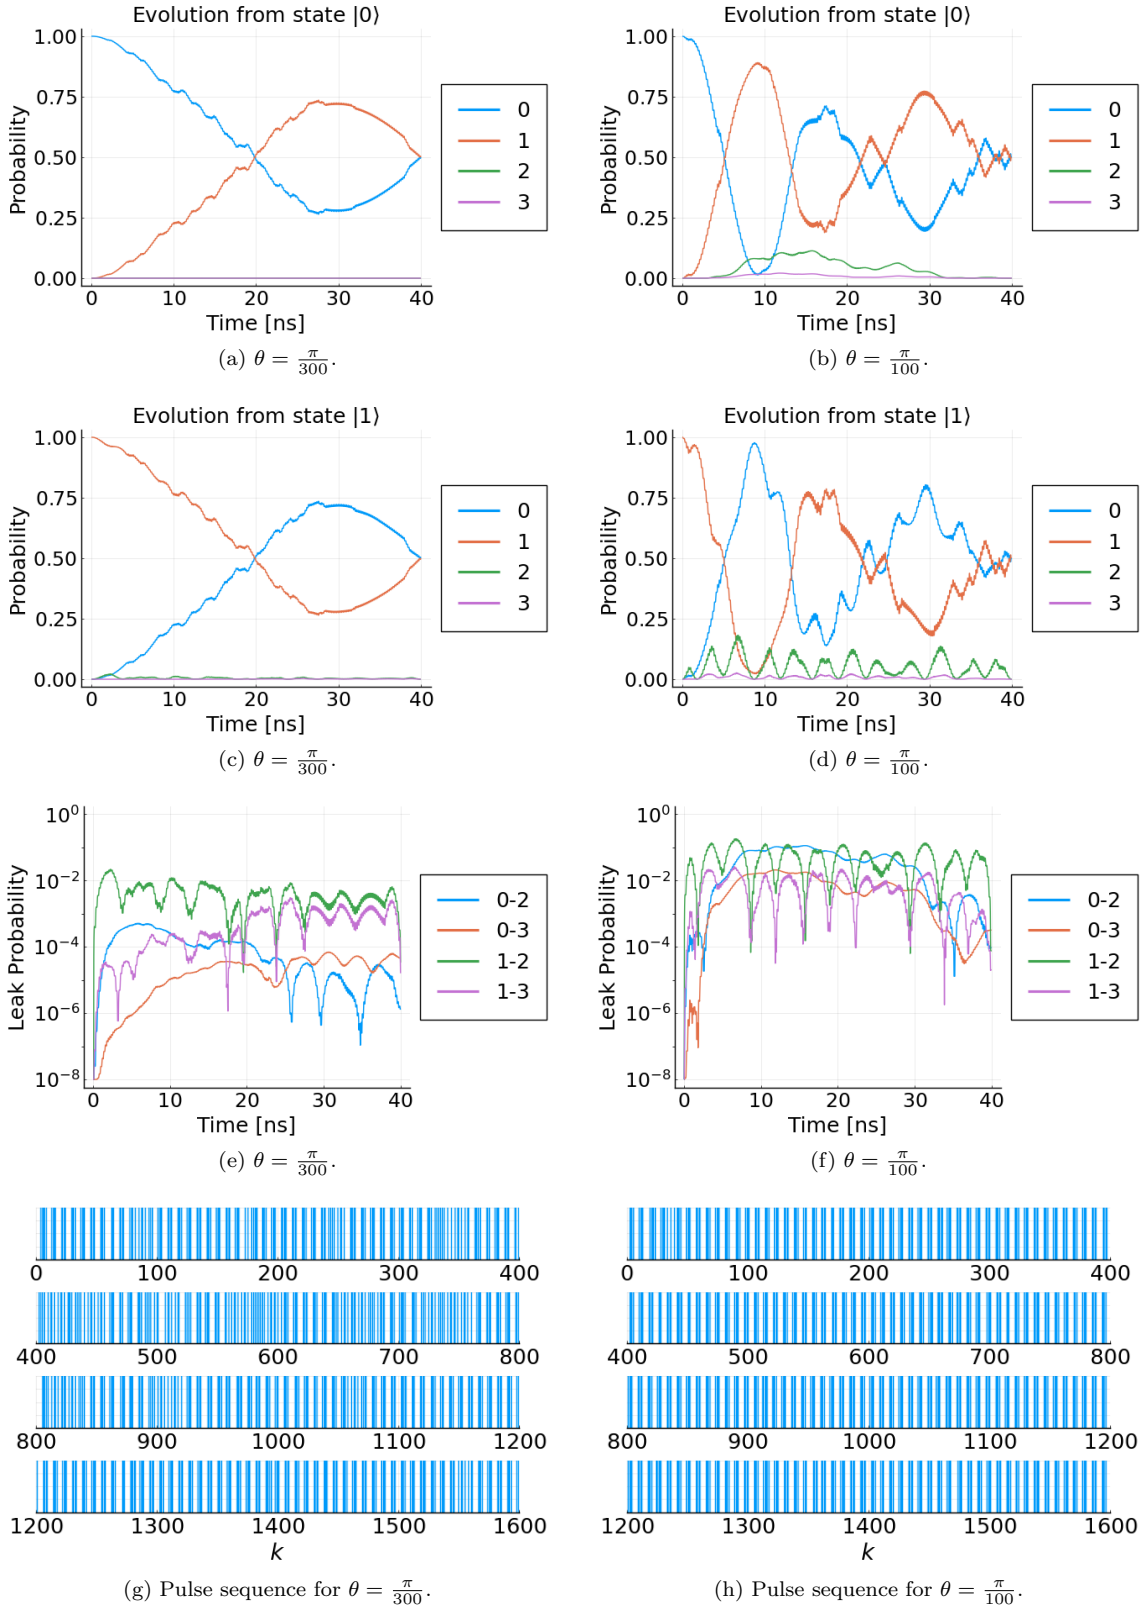 Evolution from state |0⟩
Probability
1.00
0.75
0.50
0.25
0.00
0 10 20 30 40
Time [ns]
0
1
2
3
(a) θ = π/300.
Evolution from state |0⟩
Probability
1.00
0.75
0.50
0.25
0.00
0 10 20 30 40
Time [ns]
0
1
2
3
(b) θ = π/100.
Evolution from state |1⟩
Probability
1.00
0.75
0.50
0.25
0.00
0 10 20 30 40
Time [ns]
0
1
2
3
(c) θ = π/300.
Evolution from state |1⟩
Probability
1.00
0.75
0.50
0.25
0.00
0 10 20 30 40
Time [ns]
0
1
2
3
(d) θ = π/100.
Leak Probability
10⁰
10⁻²
10⁻⁴
10⁻⁶
10⁻⁸
0 10 20 30 40
Time [ns]
0-2
0-3
1-2
1-3
(e) θ = π/300.
Leak Probability
10⁰
10⁻²
10⁻⁴
10⁻⁶
10⁻⁸
0 10 20 30 40
Time [ns]
0-2
0-3
1-2
1-3
(f) θ = π/100.
0 100 200 300 400
400 500 600 700 800
800 900 1000 1100 1200
1200 1300 1400 1500 1600
k
(g) Pulse sequence for θ = π/300.
0 100 200 300 400
400 500 600 700 800
800 900 1000 1100 1200
1200 1300 1400 1500 1600
k
(h) Pulse sequence for θ = π/100.